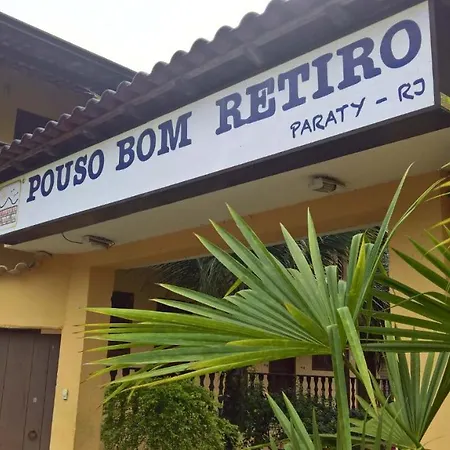 POUSO BOM RETIRO
PARATY - RJ